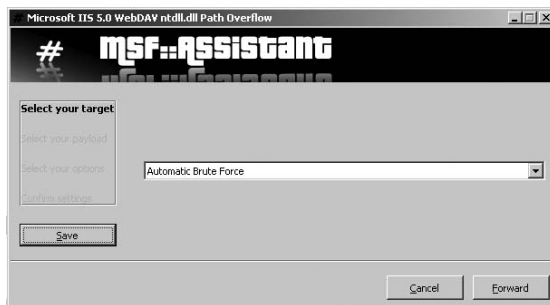 Microsoft IIS 5.0 WebDAV ntdll.dll Path Overflow
#
MSF::Assistant
Select your target
Select your payload
Select your options
Confirm settings
Automatic Brute Force
Save
Cancel
Forward